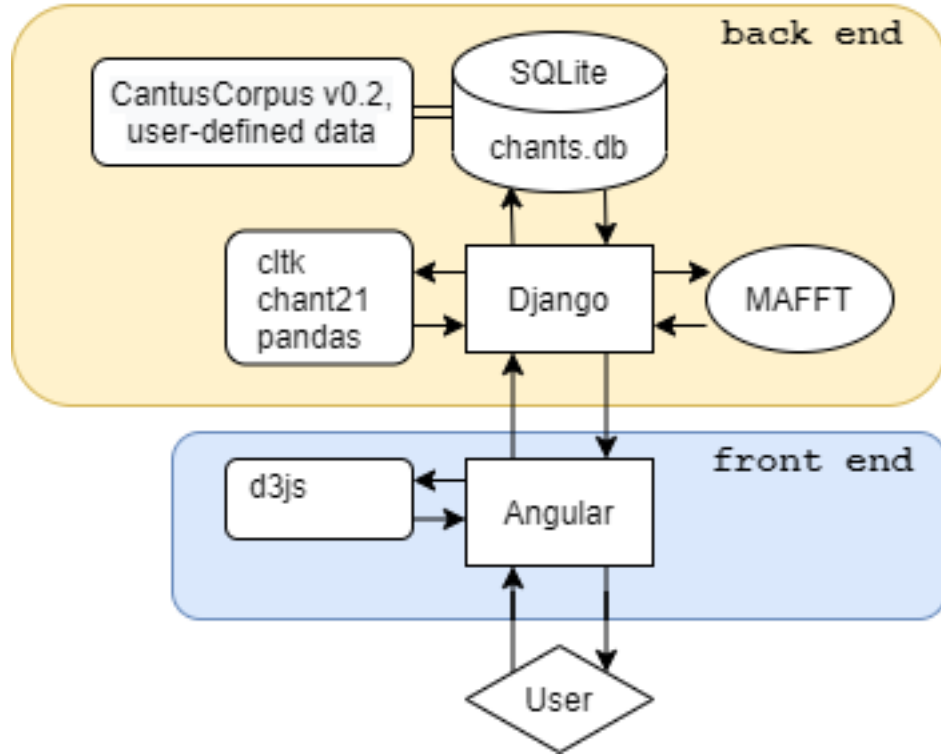 back end
CantusCorpus v0.2,
user-defined data
SQLite
chants.db
cltk
chant21
pandas
Django
MAFFT
front end
d3js
Angular
User